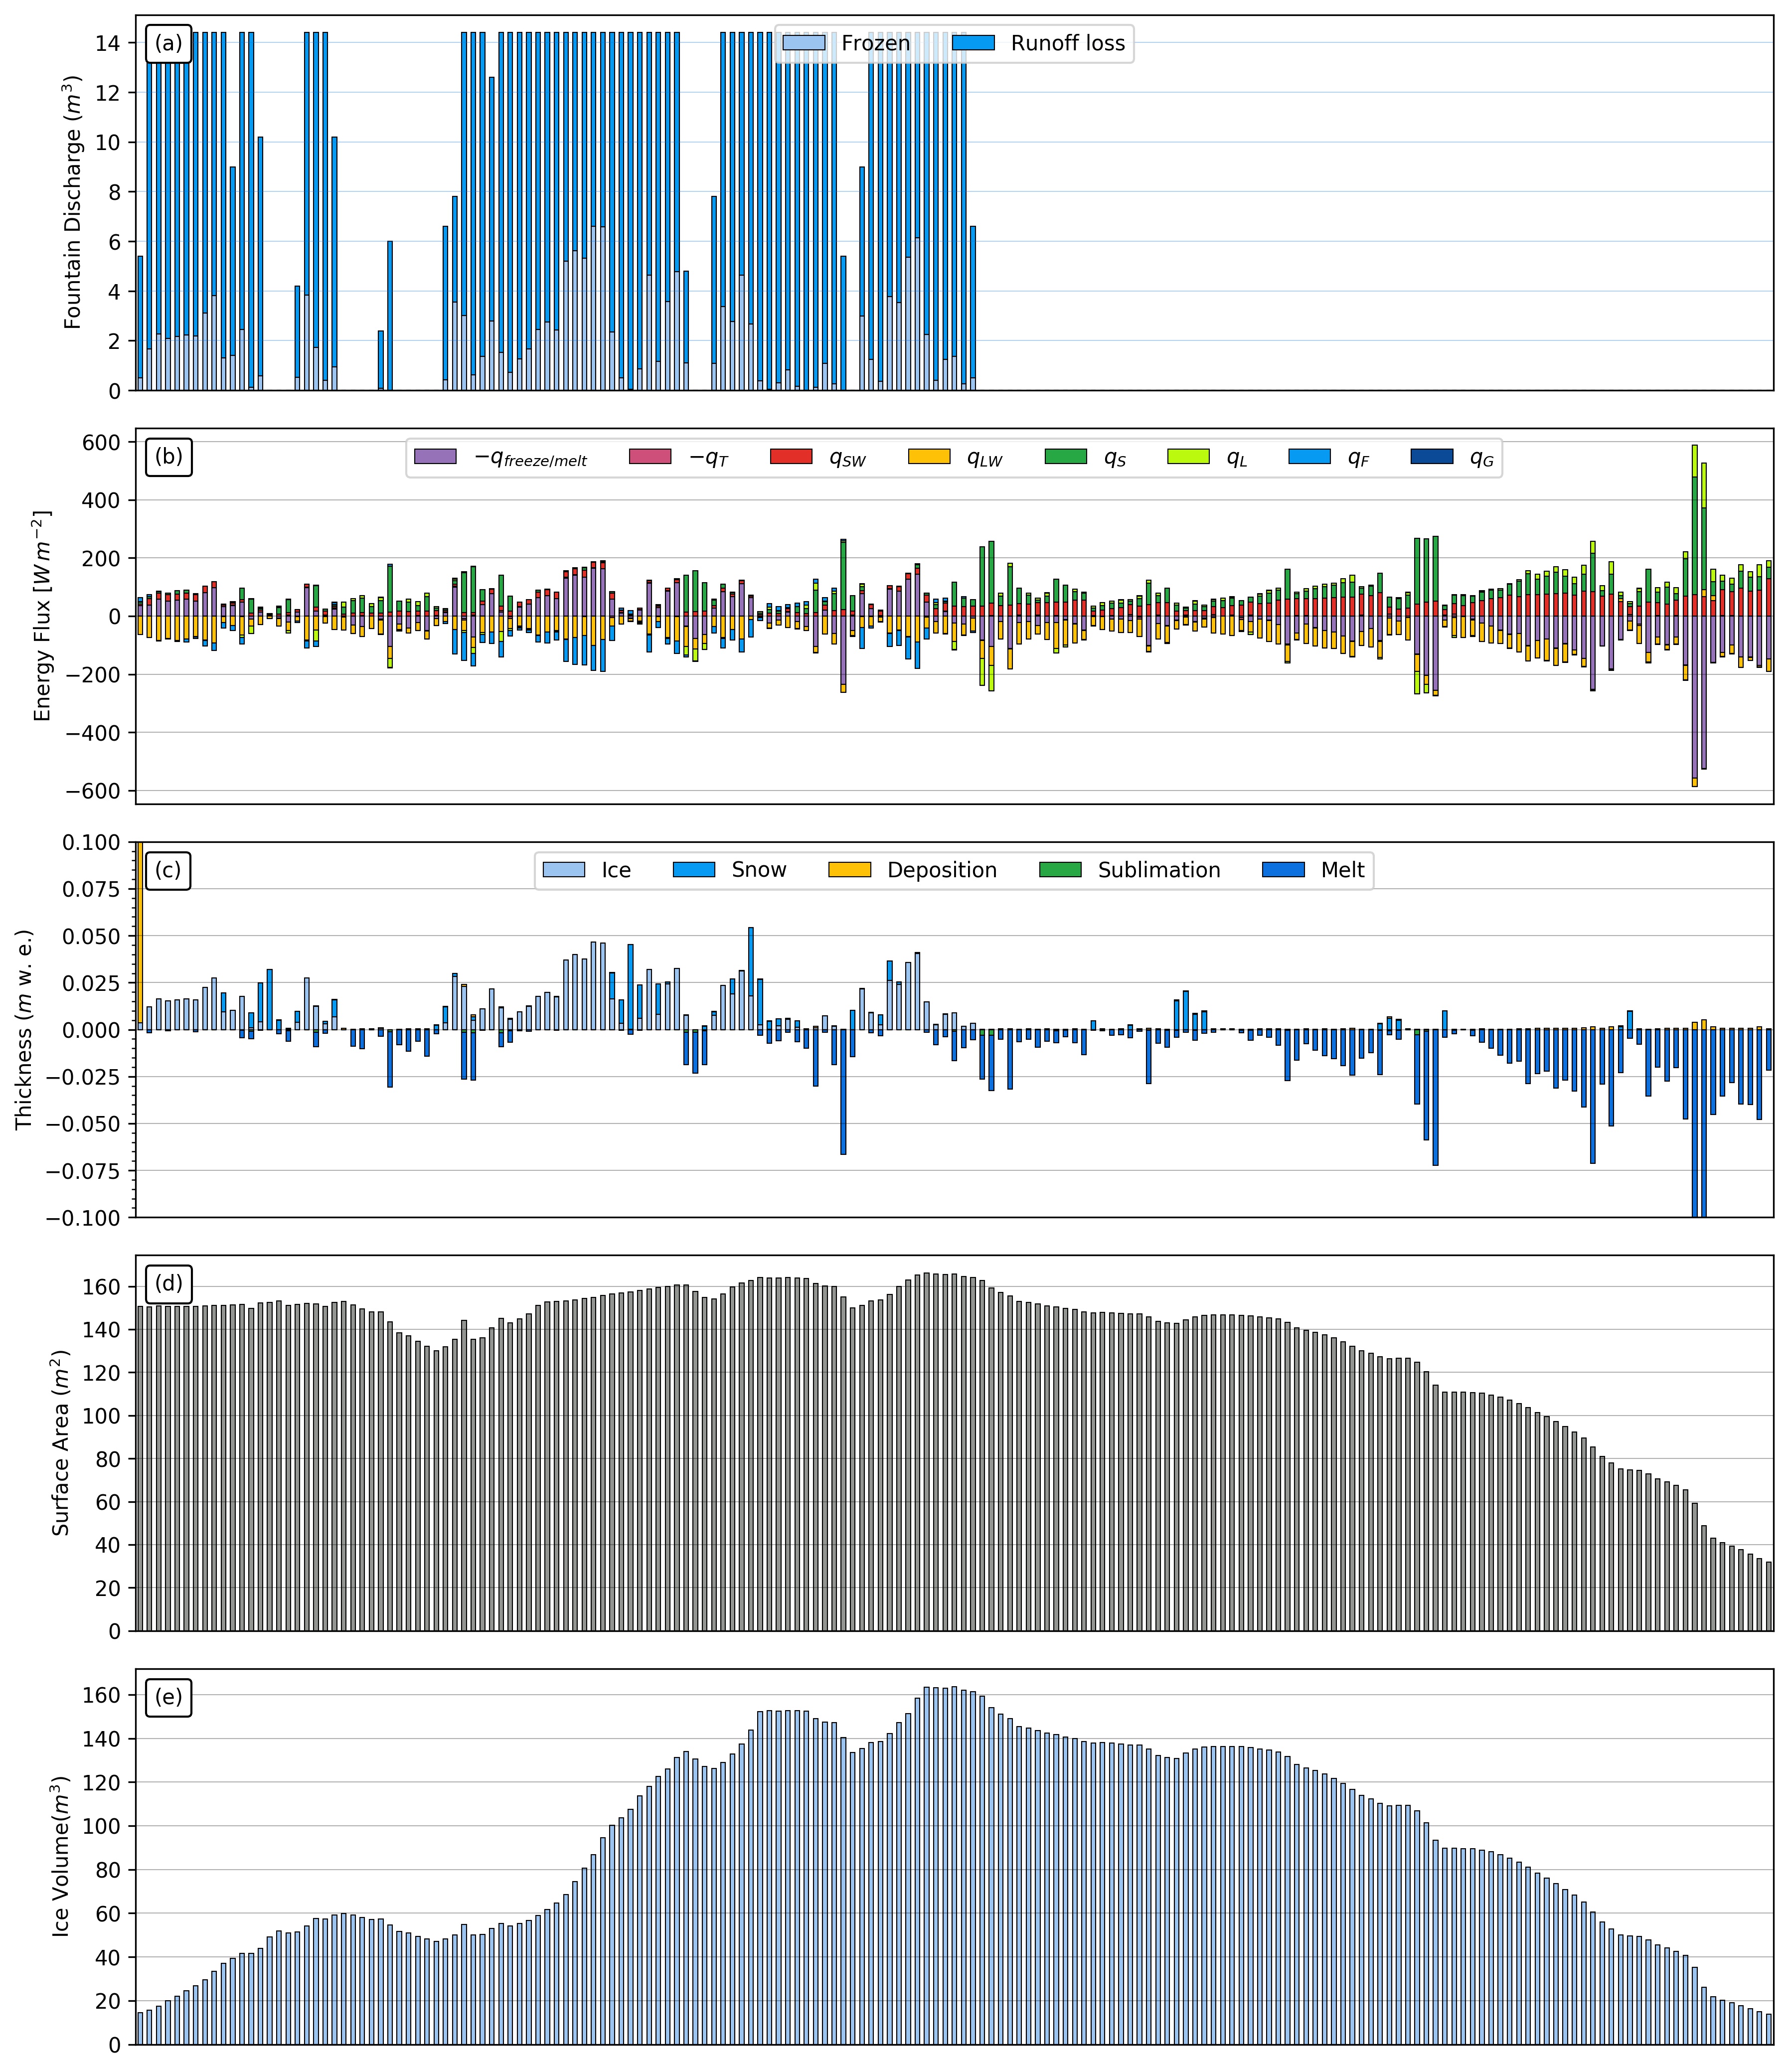 (a)
Frozen
Runoff loss
Fountain Discharge (m³)
14
12
10
8
6
4
2
0
(b)
−q_freeze/melt
−q_T
q_SW
q_LW
q_S
q_L
q_F
q_G
Energy Flux [W m⁻²]
600
400
200
0
−200
−400
−600
(c)
Ice
Snow
Deposition
Sublimation
Melt
Thickness (m w. e.)
0.100
0.075
0.050
0.025
0.000
−0.025
−0.050
−0.075
−0.100
(d)
Surface Area (m²)
160
140
120
100
80
60
40
20
0
(e)
Ice Volume(m³)
160
140
120
100
80
60
40
20
0